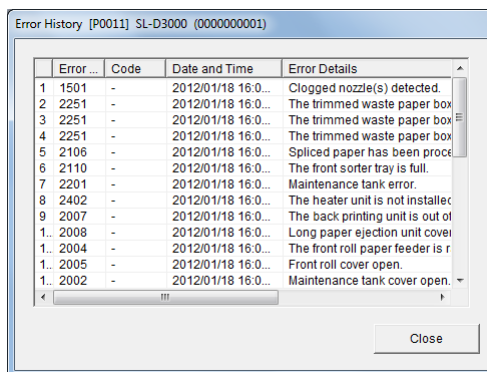 Error History [P0011] SL-D3000 (0000000001)
Error ... Code Date and Time Error Details
1 1501 - 2012/01/18 16:0... Clogged nozzle(s) detected.
2 2251 - 2012/01/18 16:0... The trimmed waste paper box
3 2251 - 2012/01/18 16:0... The trimmed waste paper box
4 2251 - 2012/01/18 16:0... The trimmed waste paper box
5 2106 - 2012/01/18 16:0... Spliced paper has been proce
6 2110 - 2012/01/18 16:0... The front sorter tray is full.
7 2201 - 2012/01/18 16:0... Maintenance tank error.
8 2402 - 2012/01/18 16:0... The heater unit is not installed
9 2007 - 2012/01/18 16:0... The back printing unit is out of
1.. 2008 - 2012/01/18 16:0... Long paper ejection unit cover
1.. 2004 - 2012/01/18 16:0... The front roll paper feeder is r
1.. 2005 - 2012/01/18 16:0... Front roll cover open.
1.. 2002 - 2012/01/18 16:0... Maintenance tank cover open.
Close